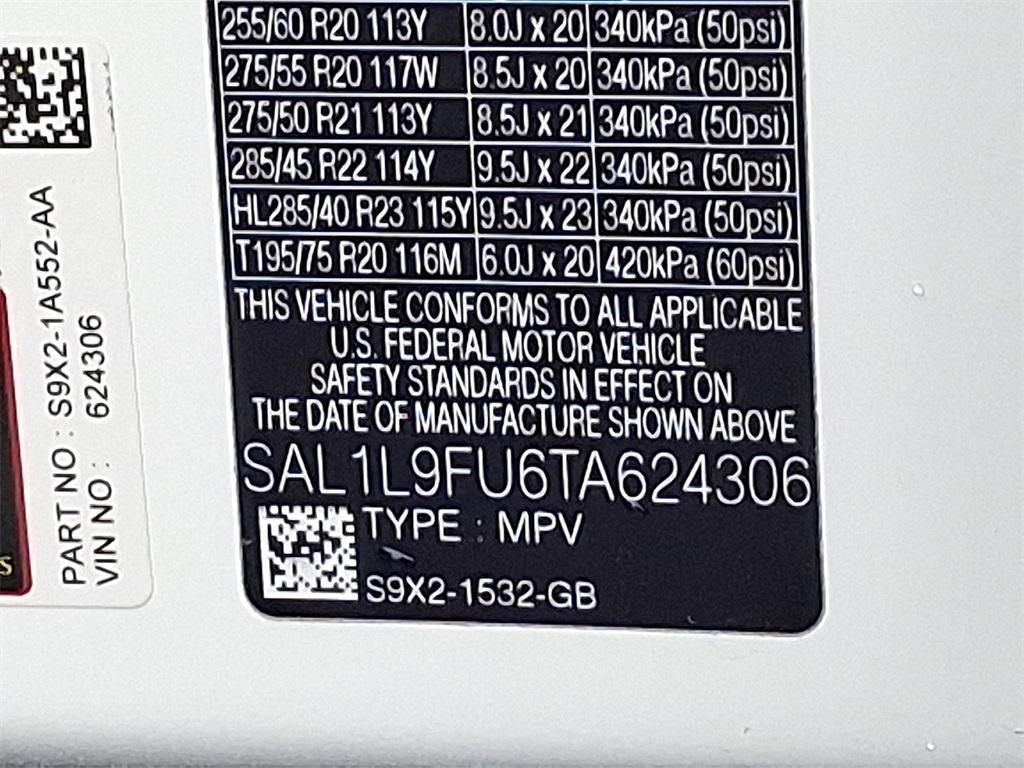 255/60 R20 113Y 8.0J x 20 340kPa (50psi)
275/55 R20 117W 8.5J x 20 340kPa (50psi)
275/50 R21 113Y 8.5J x 21 340kPa (50psi)
285/45 R22 114Y 9.5J x 22 340kPa (50psi)
HL285/40 R23 115Y 9.5J x 23 340kPa (50psi)
T195/75 R20 116M 6.0J x 20 420kPa (60psi)
THIS VEHICLE CONFORMS TO ALL APPLICABLE
U.S. FEDERAL MOTOR VEHICLE
SAFETY STANDARDS IN EFFECT ON
THE DATE OF MANUFACTURE SHOWN ABOVE
SAL1L9FU6TA624306
TYPE : MPV
S9X2-1532-GB
PART NO : S9X2-1A552-AA
VIN NO : 624306